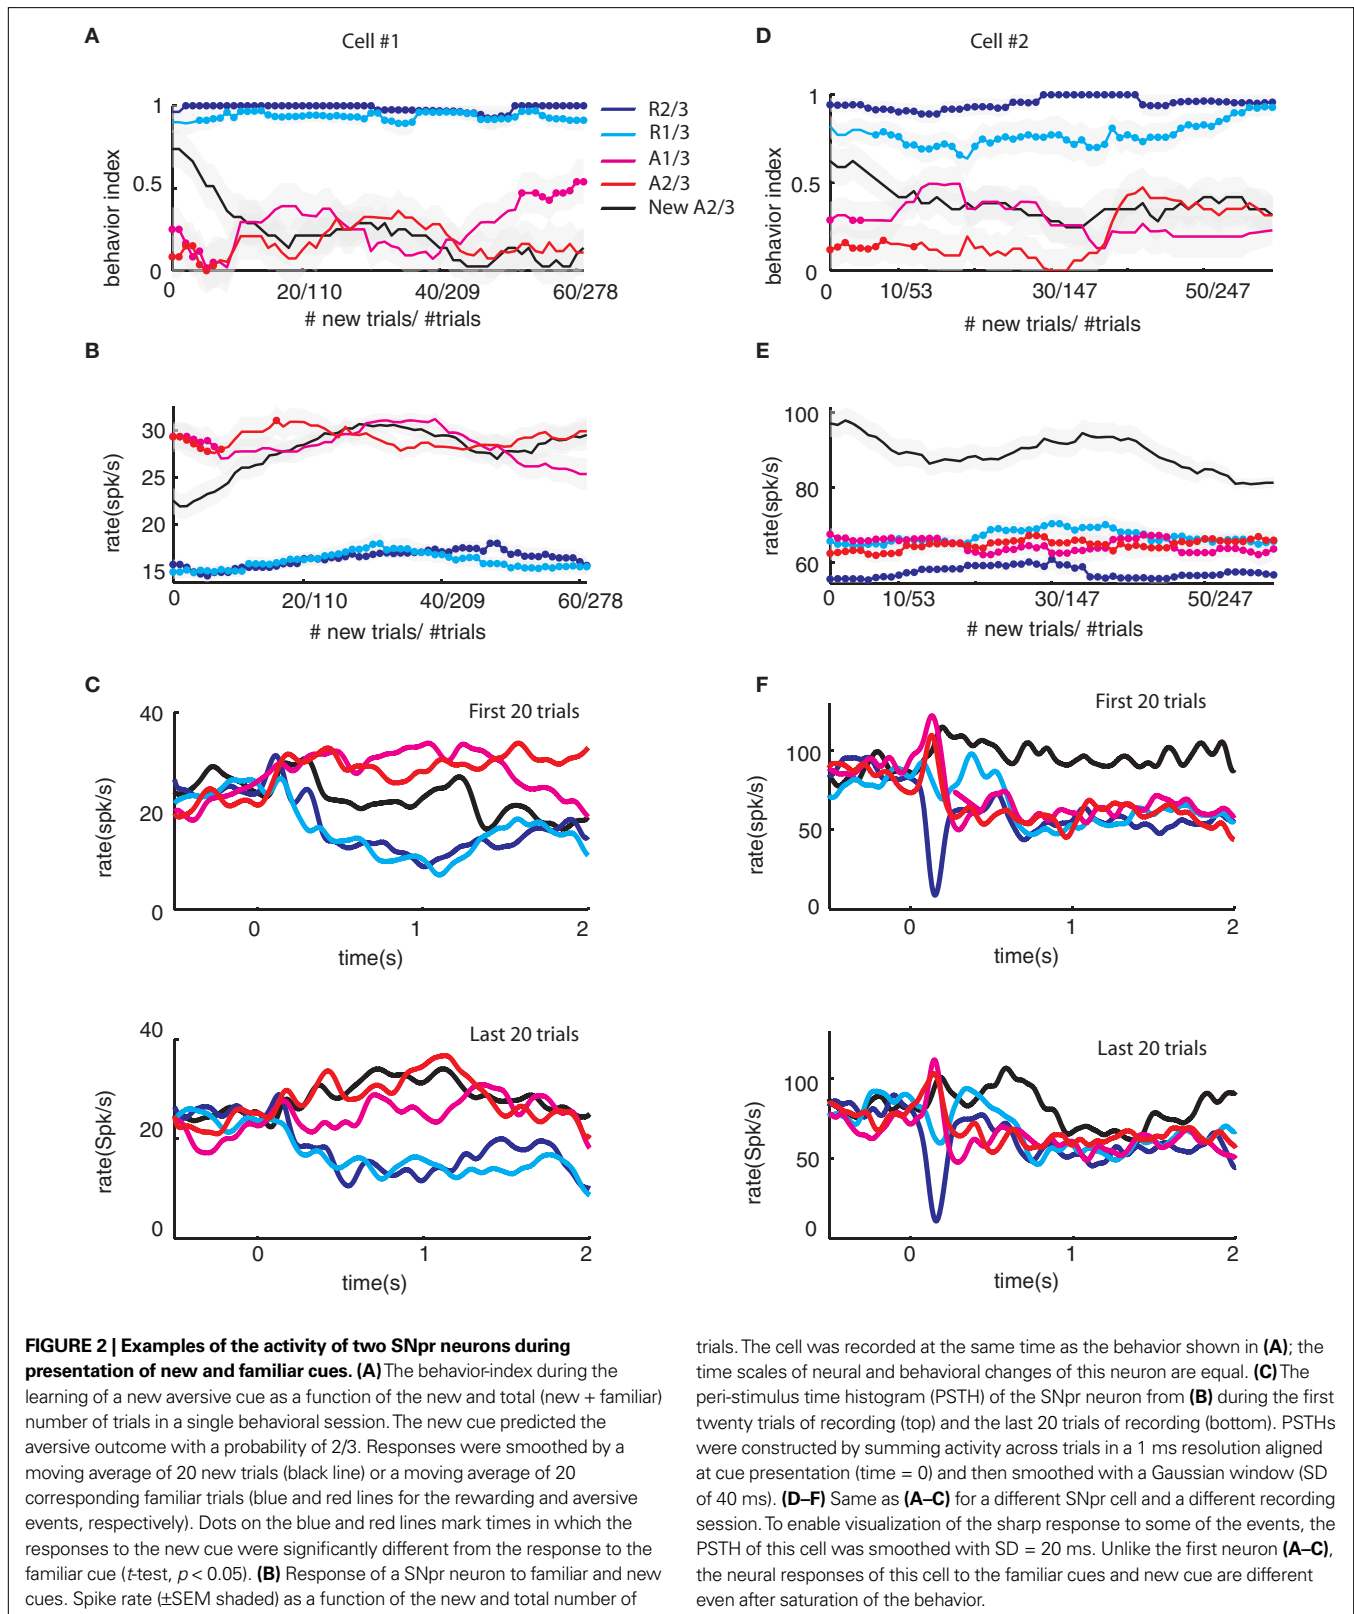 A
Cell #1
1
0.5
0
behavior index
0
20/110
40/209
60/278
# new trials/ #trials
R2/3
R1/3
A1/3
A2/3
New A2/3
B
30
25
20
15
rate(spk/s)
0
20/110
40/209
60/278
# new trials/ #trials
C
First 20 trials
40
20
0
rate(spk/s)
0
1
2
time(s)
Last 20 trials
40
20
0
rate(Spk/s)
0
1
2
time(s)
D
Cell #2
1
0.5
0
behavior index
0
10/53
30/147
50/247
# new trials/ #trials
E
100
80
60
rate(spk/s)
0
10/53
30/147
50/247
# new trials/ #trials
F
First 20 trials
100
50
0
rate(spk/s)
0
1
2
time(s)
Last 20 trials
100
50
0
rate(Spk/s)
0
1
2
time(s)
FIGURE 2 | Examples of the activity of two SNpr neurons during
presentation of new and familiar cues. (A) The behavior-index during the
learning of a new aversive cue as a function of the new and total (new + familiar)
number of trials in a single behavioral session. The new cue predicted the
aversive outcome with a probability of 2/3. Responses were smoothed by a
moving average of 20 new trials (black line) or a moving average of 20
corresponding familiar trials (blue and red lines for the rewarding and aversive
events, respectively). Dots on the blue and red lines mark times in which the
responses to the new cue were significantly different from the response to the
familiar cue (t-test, p < 0.05). (B) Response of a SNpr neuron to familiar and new
cues. Spike rate (±SEM shaded) as a function of the new and total number of
trials. The cell was recorded at the same time as the behavior shown in (A); the
time scales of neural and behavioral changes of this neuron are equal. (C) The
peri-stimulus time histogram (PSTH) of the SNpr neuron from (B) during the first
twenty trials of recording (top) and the last 20 trials of recording (bottom). PSTHs
were constructed by summing activity across trials in a 1 ms resolution aligned
at cue presentation (time = 0) and then smoothed with a Gaussian window (SD
of 40 ms). (D–F) Same as (A–C) for a different SNpr cell and a different recording
session. To enable visualization of the sharp response to some of the events, the
PSTH of this cell was smoothed with SD = 20 ms. Unlike the first neuron (A–C),
the neural responses of this cell to the familiar cues and new cue are different
even after saturation of the behavior.